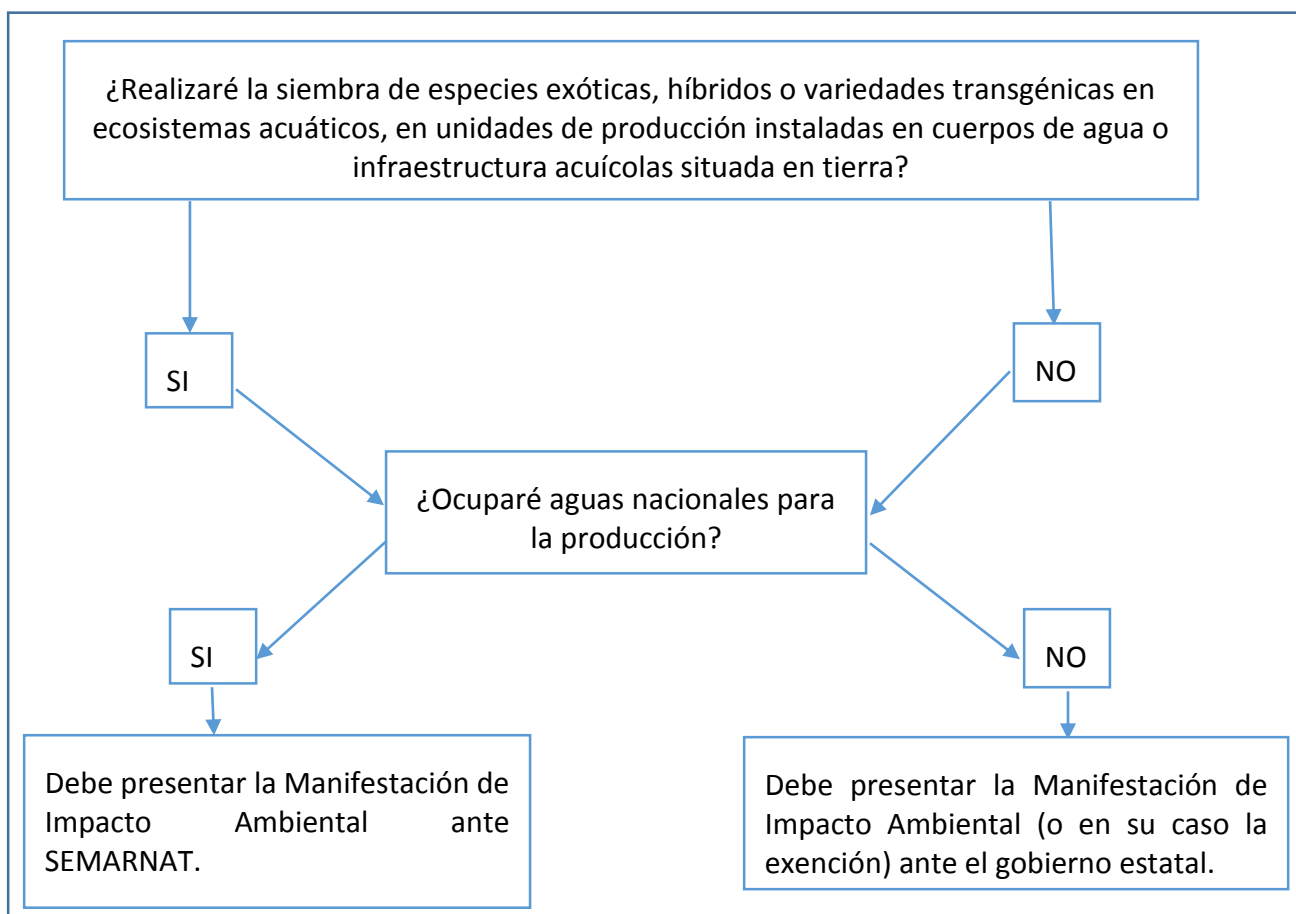 ¿Realizaré la siembra de especies exóticas, híbridos o variedades transgénicas en
ecosistemas acuáticos, en unidades de producción instaladas en cuerpos de agua o
infraestructura acuícolas situada en tierra?
SI
NO
¿Ocuparé aguas nacionales para
la producción?
SI
NO
Debe presentar la Manifestación de
Impacto Ambiental ante
SEMARNAT.
Debe presentar la Manifestación de
Impacto Ambiental (o en su caso la
exención) ante el gobierno estatal.